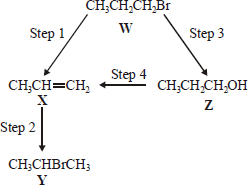 CH₃CH₂CH₂Br
W
Step 1
Step 3
CH₃CH=CH₂
X
Step 4
CH₃CH₂CH₂OH
Z
Step 2
CH₃CHBrCH₃
Y